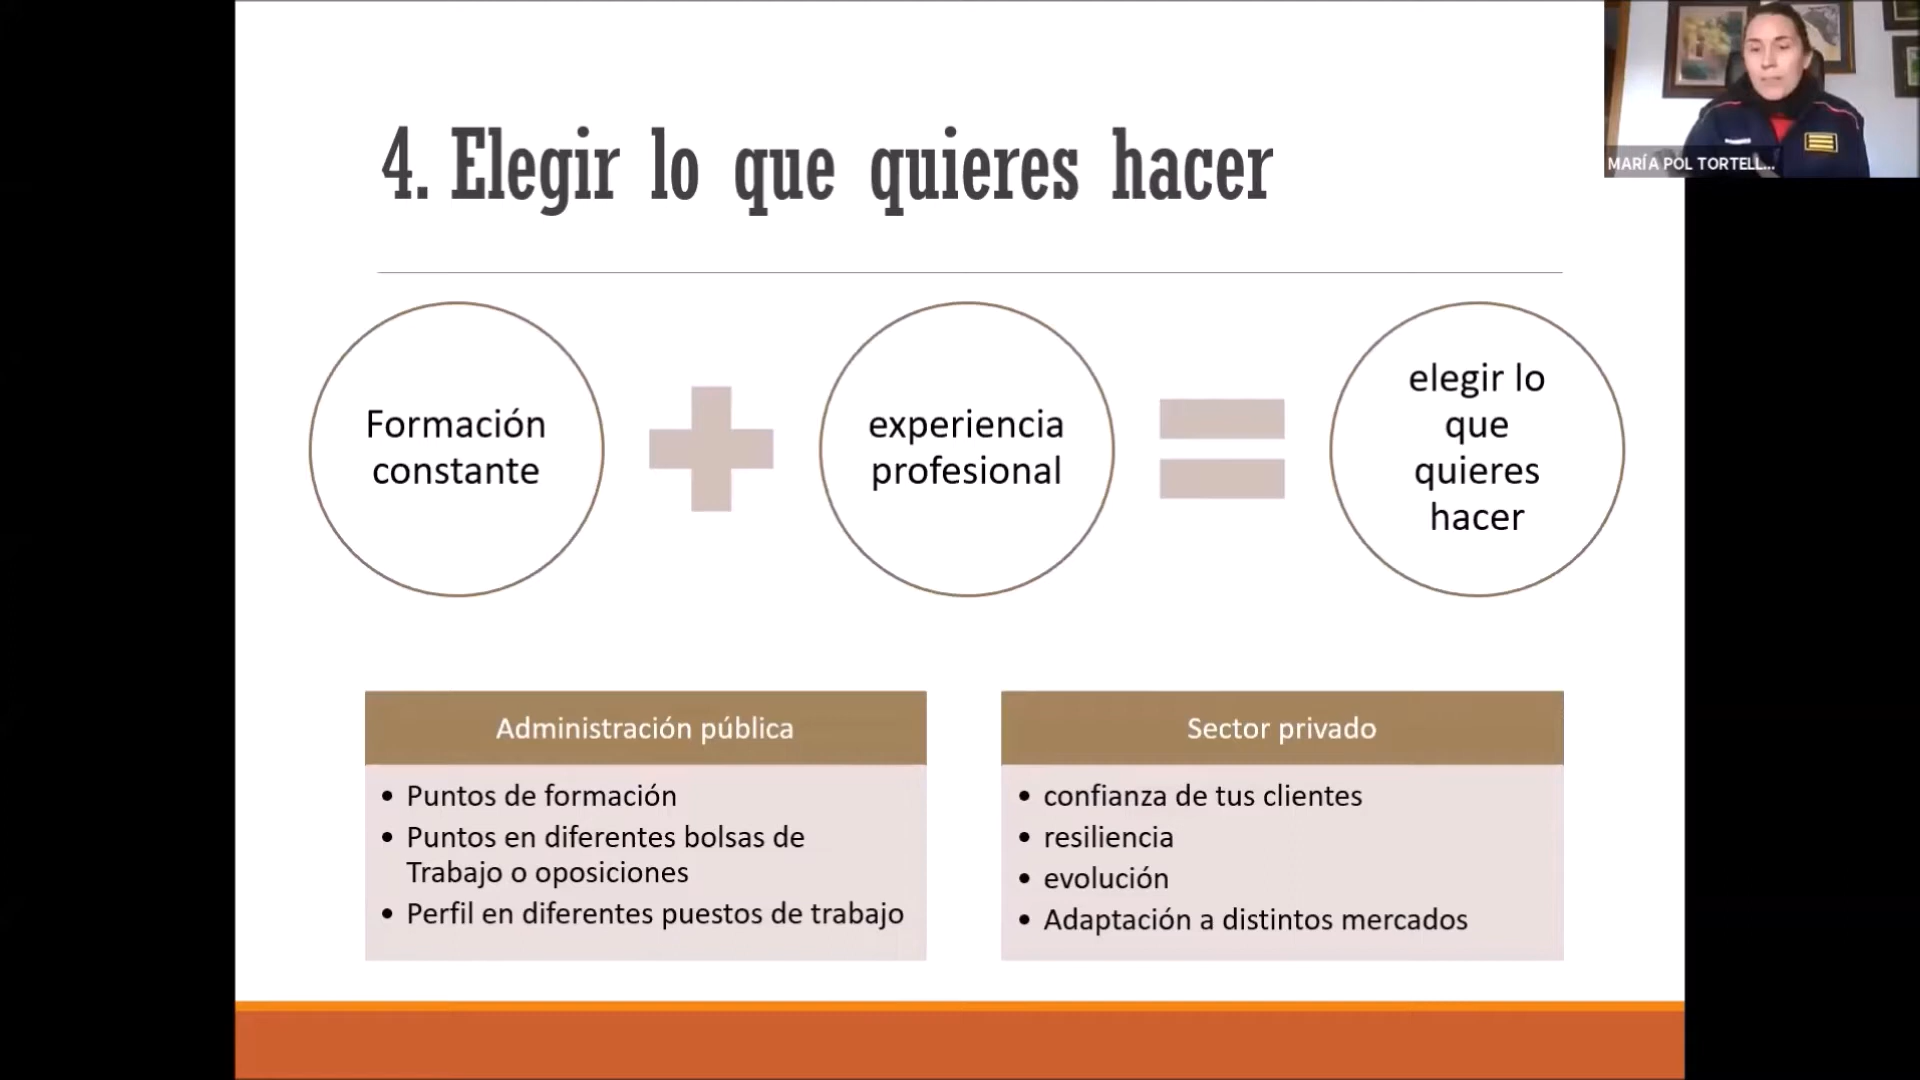 4. Elegir lo que quieres hacer
MARÍA POL TORTELL...
Formación
constante
experiencia
profesional
elegir lo
que
quieres
hacer
Administración pública
• Puntos de formación
• Puntos en diferentes bolsas de
Trabajo o oposiciones
• Perfil en diferentes puestos de trabajo
Sector privado
• confianza de tus clientes
• resiliencia
• evolución
• Adaptación a distintos mercados